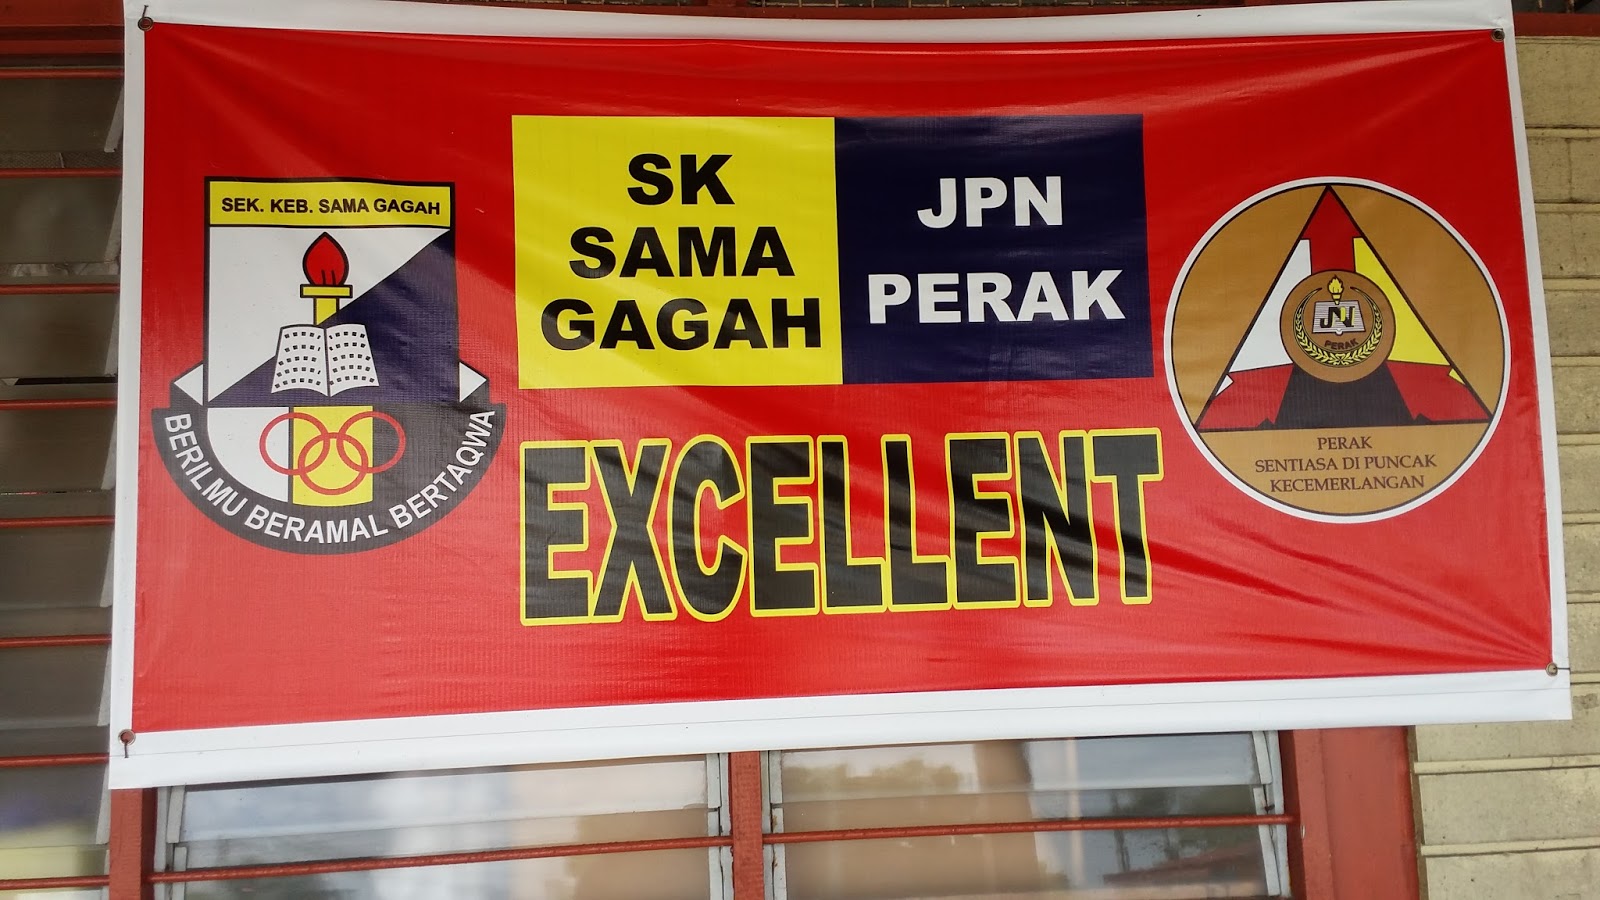 SEK. KEB. SAMA GAGAH
BERILMU BERAMAL BERTAQWA
SK
SAMA
GAGAH
JPN
PERAK
EXCELLENT
JPN
PERAK
PERAK
SENTIASA DI PUNCAK
KECEMERLANGAN